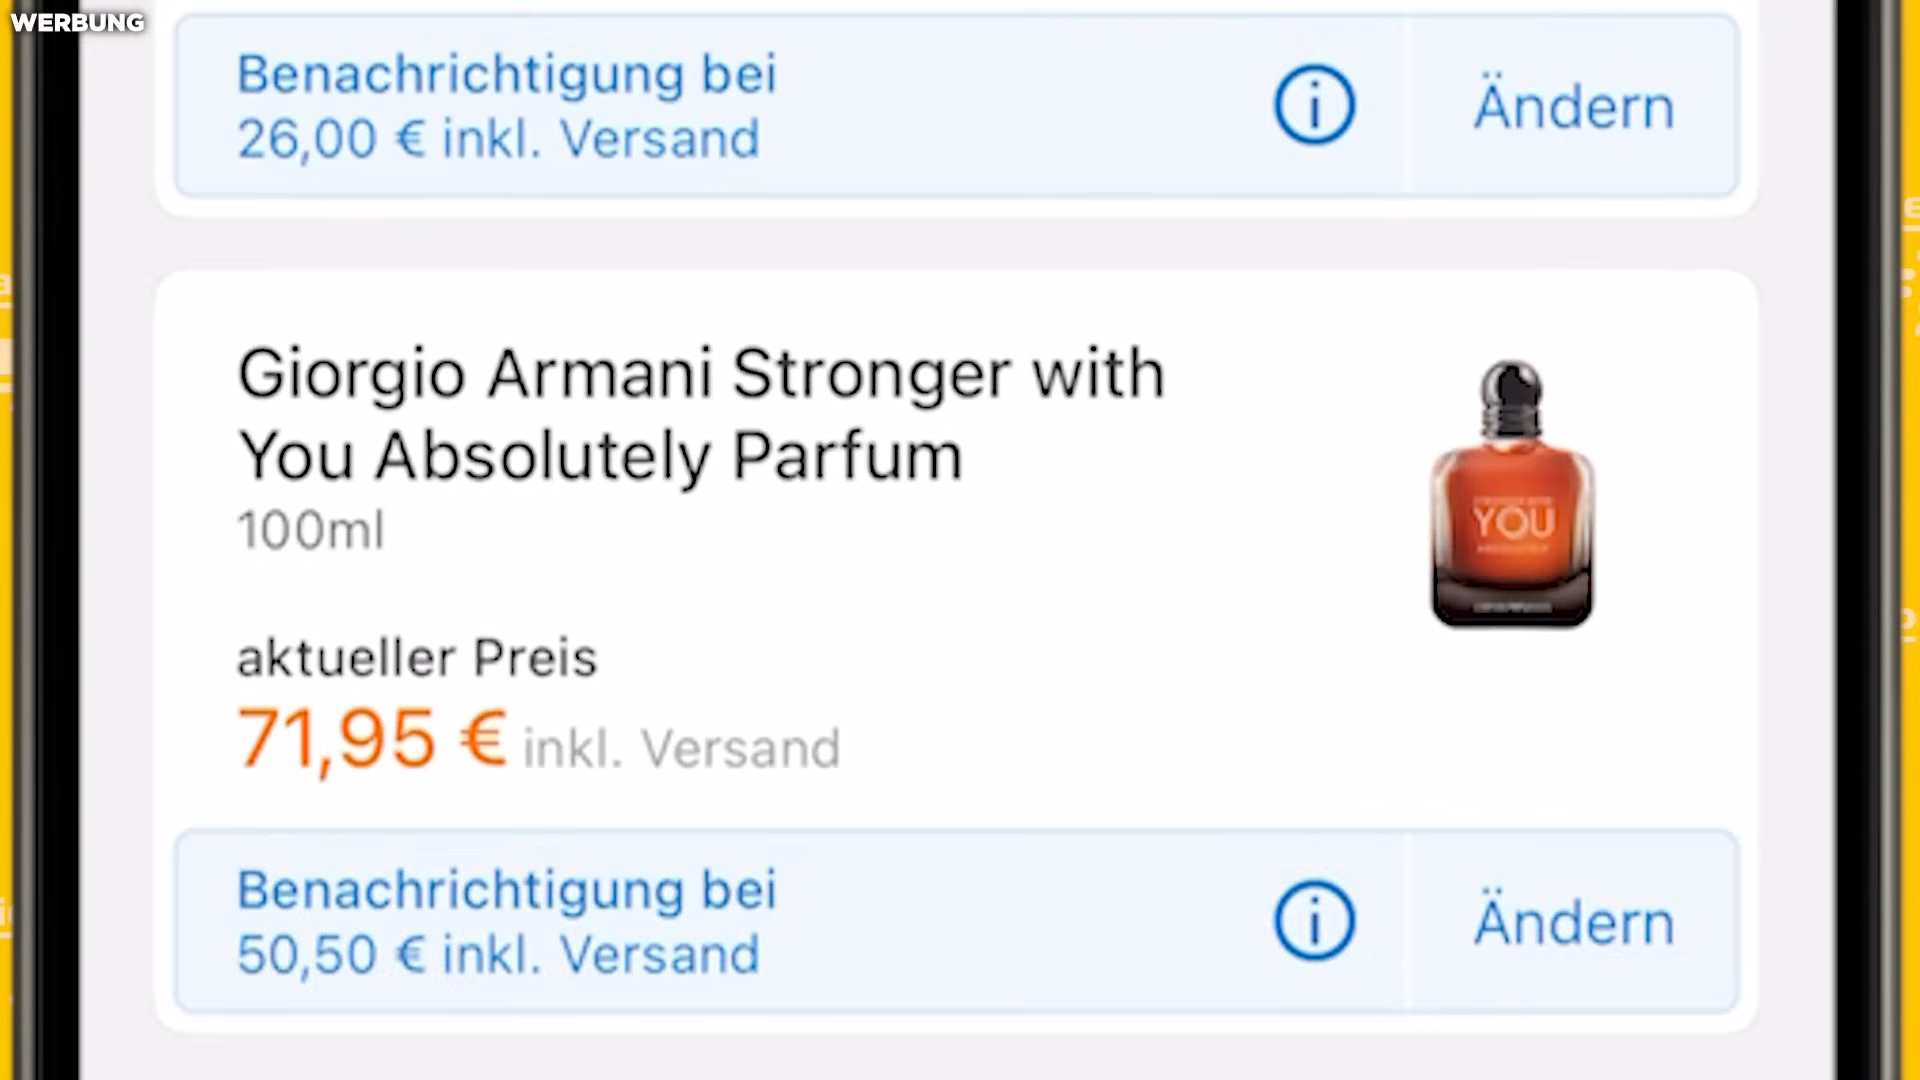 WERBUNG
Benachrichtigung bei
26,00 € inkl. Versand
Ändern
Giorgio Armani Stronger with
You Absolutely Parfum
100ml
YOU
aktueller Preis
71,95 € inkl. Versand
Benachrichtigung bei
50,50 € inkl. Versand
Ändern